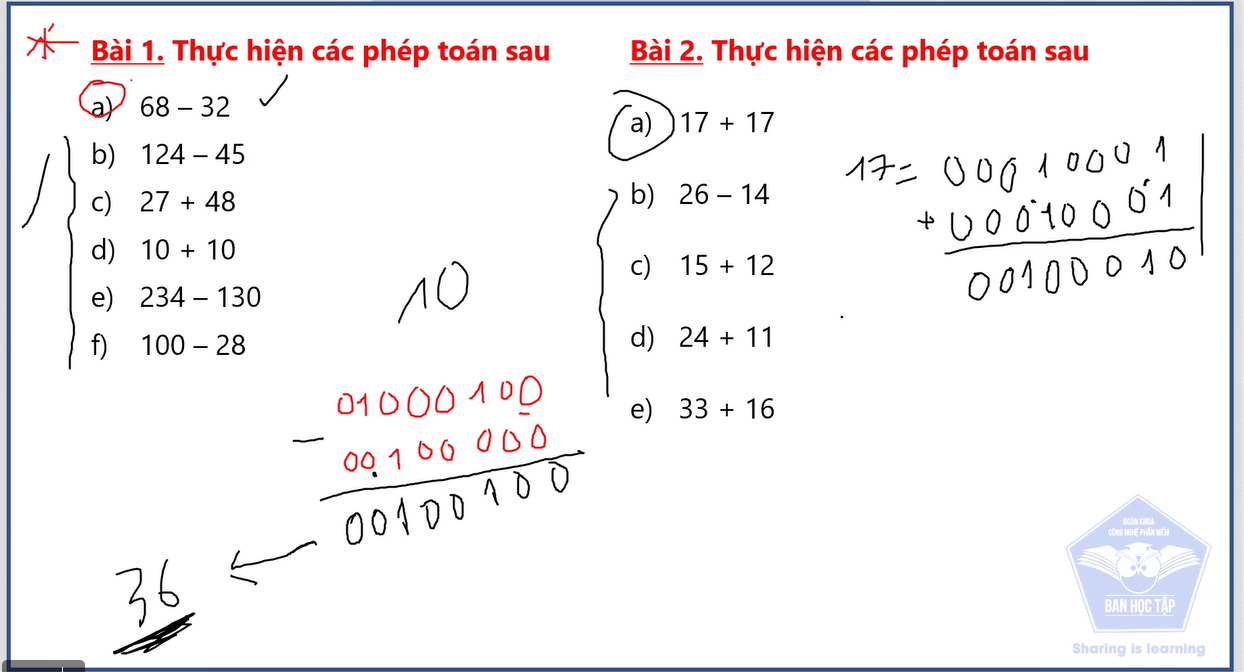 Bài 1. Thực hiện các phép toán sau
a) 68 – 32
b) 124 – 45
c) 27 + 48
d) 10 + 10
e) 234 – 130
f) 100 – 28
10
01000100
− 00100000
00100100
36
Bài 2. Thực hiện các phép toán sau
a) 17 + 17
b) 26 – 14
c) 15 + 12
d) 24 + 11
e) 33 + 16
17 = 00010001
+ 00010001
00100010
ĐOÀN KHOA
CÔNG NGHỆ PHẦN MỀM
BAN HỌC TẬP
Sharing is learning